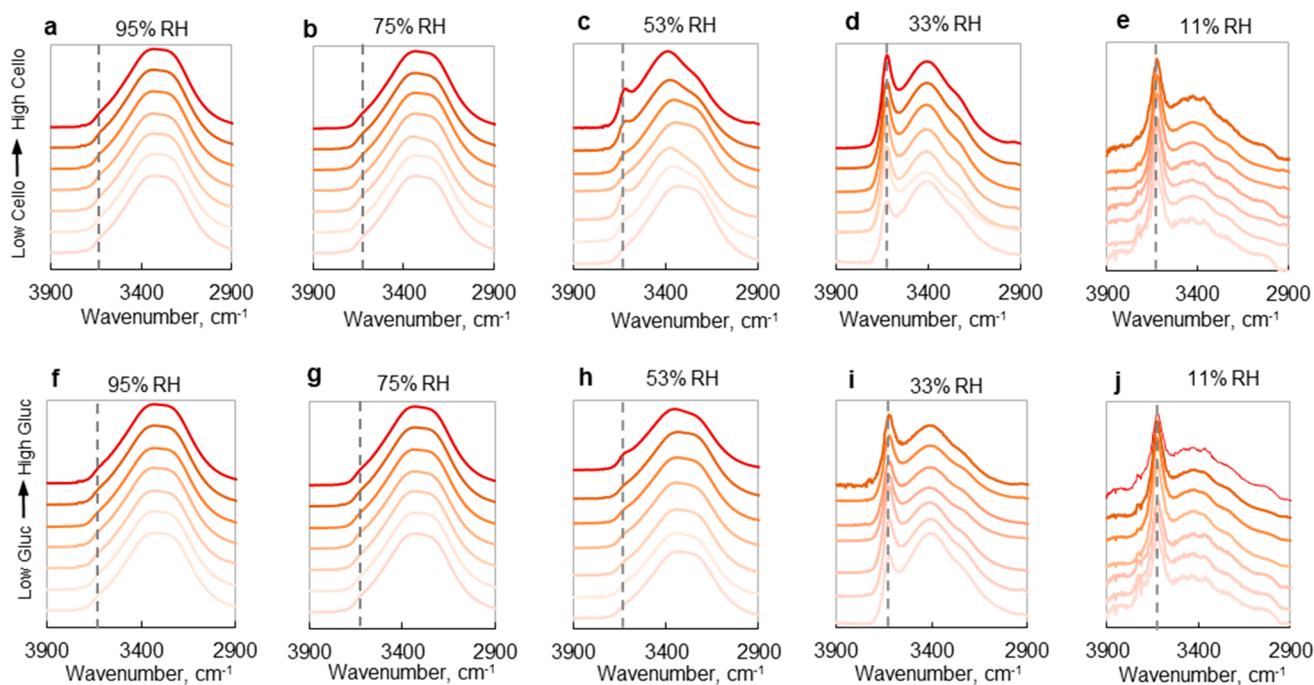 a 95% RH
b 75% RH
c 53% RH
d 33% RH
e 11% RH
Low Cello → High Cello
3900 3400 2900
3900 3400 2900
3900 3400 2900
3900 3400 2900
3900 3400 2900
Wavenumber, cm⁻¹
Wavenumber, cm⁻¹
Wavenumber, cm⁻¹
Wavenumber, cm⁻¹
Wavenumber, cm⁻¹
f 95% RH
g 75% RH
h 53% RH
i 33% RH
j 11% RH
Low Gluc → High Gluc
3900 3400 2900
3900 3400 2900
3900 3400 2900
3900 3400 2900
3900 3400 2900
Wavenumber, cm⁻¹
Wavenumber, cm⁻¹
Wavenumber, cm⁻¹
Wavenumber, cm⁻¹
Wavenumber, cm⁻¹